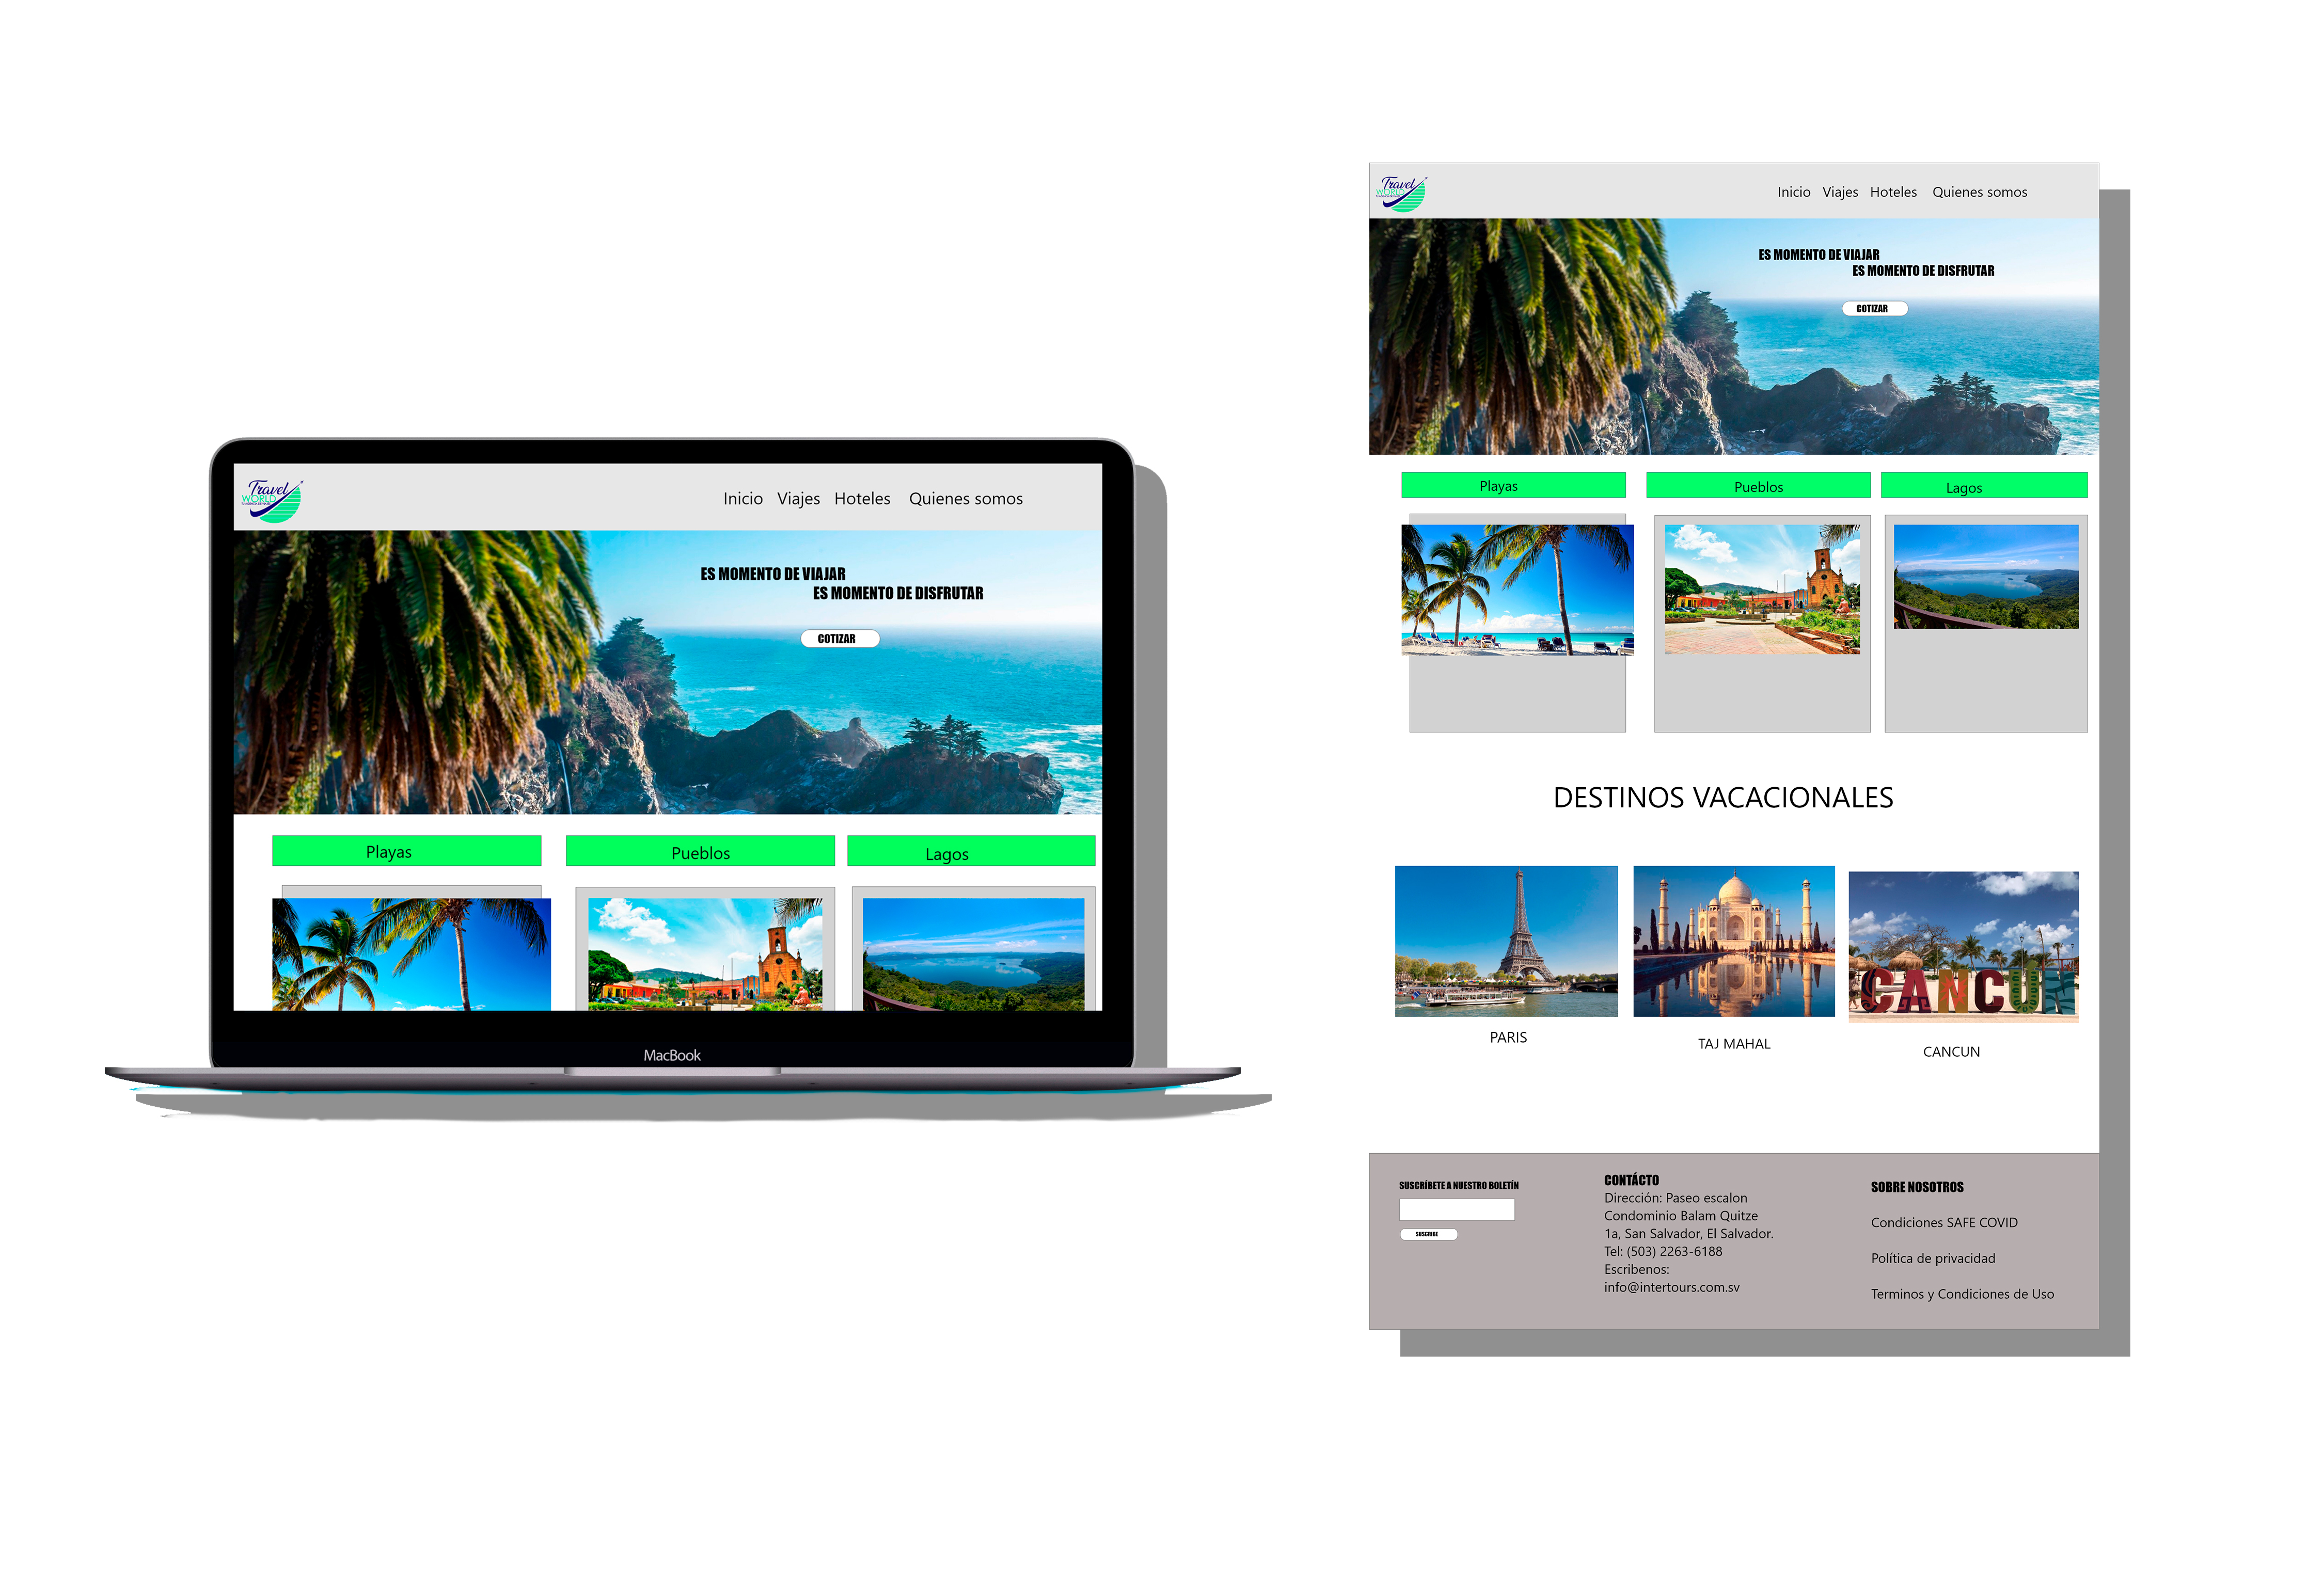 Travel
WORLD
Inicio Viajes Hoteles Quienes somos
ES MOMENTO DE VIAJAR
ES MOMENTO DE DISFRUTAR
COTIZAR
Playas Pueblos Lagos
MacBook
Travel
WORLD
Inicio Viajes Hoteles Quienes somos
ES MOMENTO DE VIAJAR
ES MOMENTO DE DISFRUTAR
COTIZAR
Playas Pueblos Lagos
DESTINOS VACACIONALES
CANCUN
PARIS
TAJ MAHAL
CANCUN
SUSCRÍBETE A NUESTRO BOLETÍN
SUSCRIBE
CONTÁCTO
Dirección: Paseo escalon
Condominio Balam Quitze
1a, San Salvador, El Salvador.
Tel: (503) 2263-6188
Escribenos:
info@intertours.com.sv
SOBRE NOSOTROS
Condiciones SAFE COVID
Política de privacidad
Terminos y Condiciones de Uso